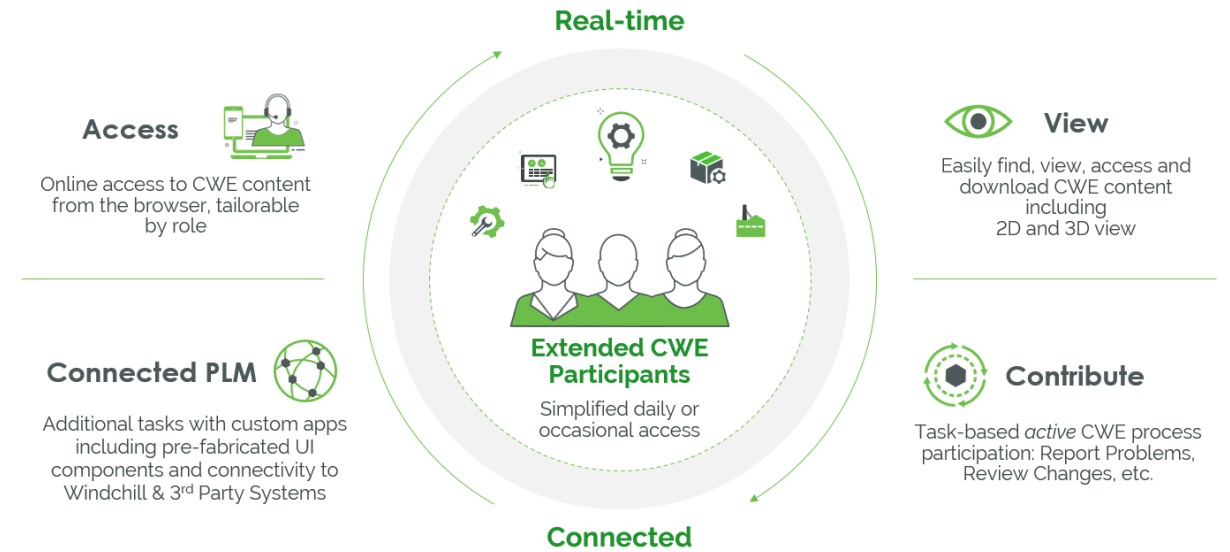 Real-time
Access
Online access to CWE content
from the browser, tailorable
by role
View
Easily find, view, access and
download CWE content
including
2D and 3D view
Extended CWE
Participants
Simplified daily or
occasional access
Connected PLM
Additional tasks with custom apps
including pre-fabricated UI
components and connectivity to
Windchill & 3rd Party Systems
Contribute
Task-based active CWE process
participation: Report Problems,
Review Changes, etc.
Connected